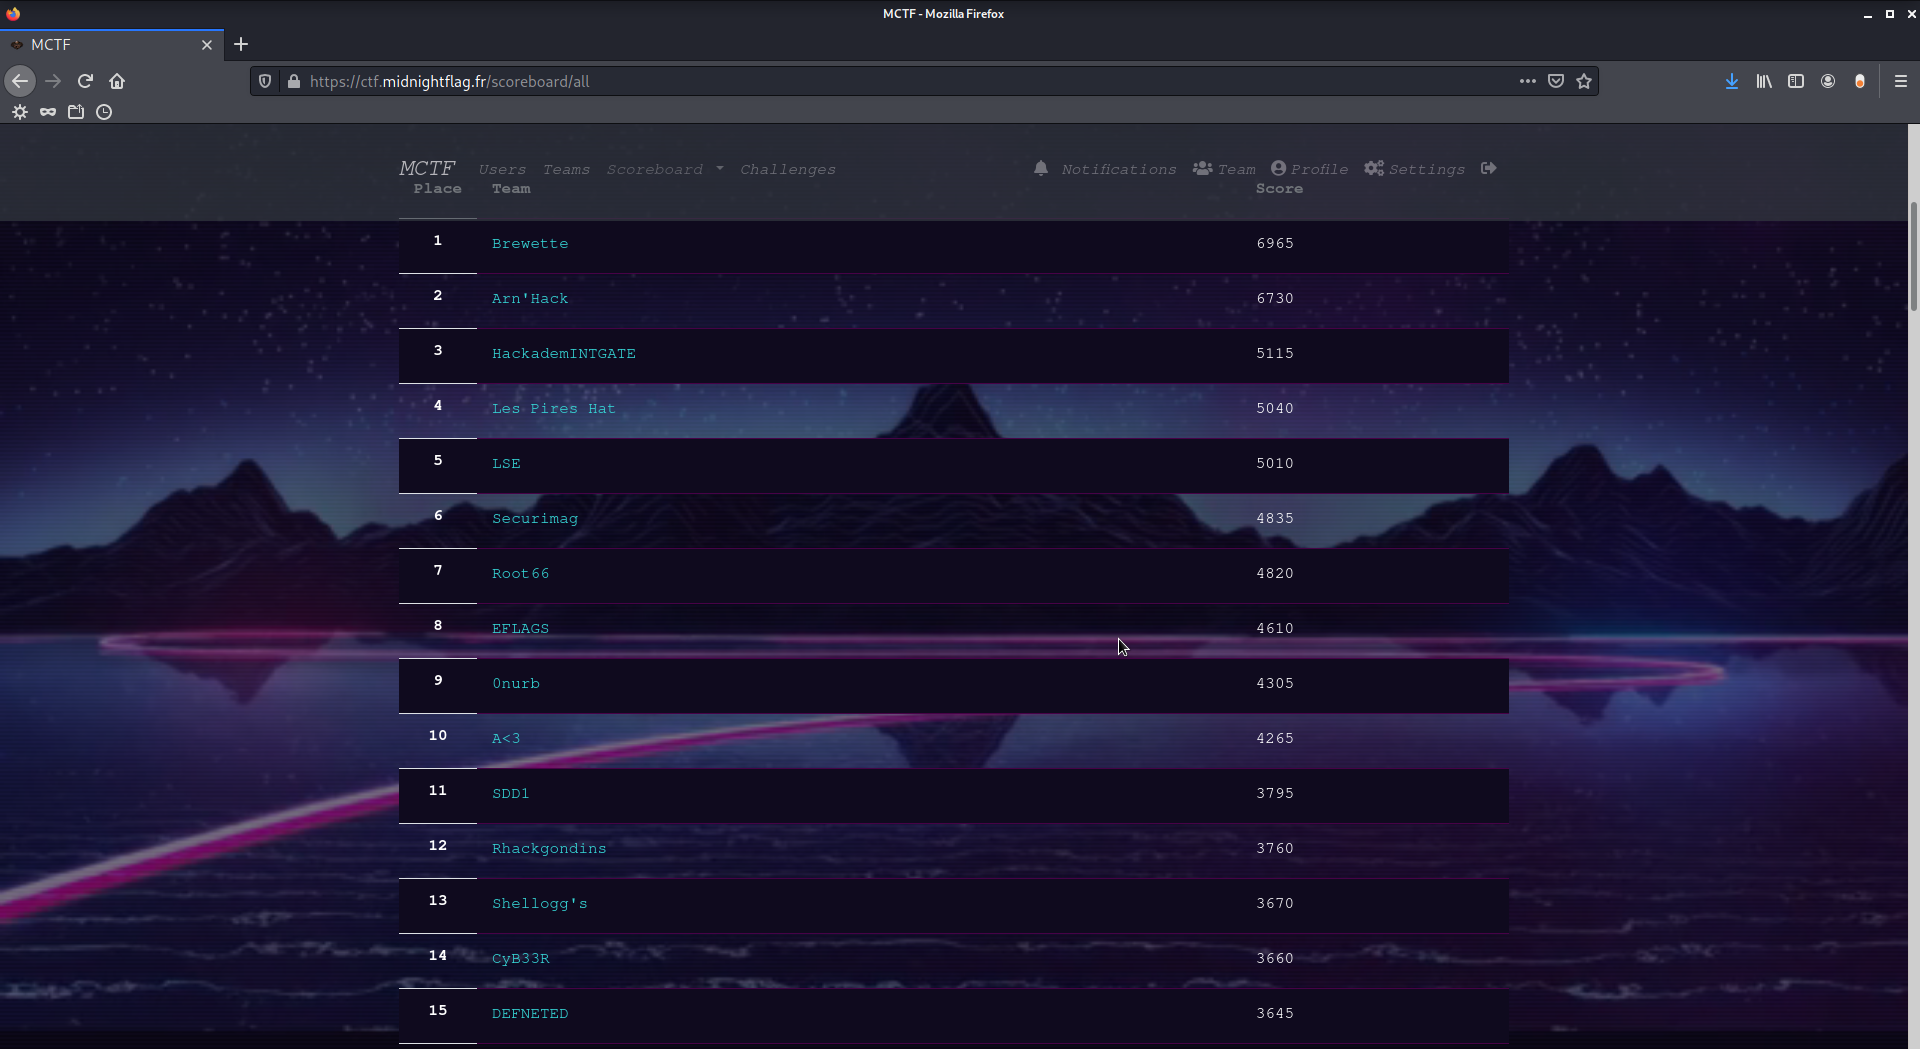 MCTF - Mozilla Firefox
MCTF
https://ctf.midnightflag.fr/scoreboard/all
MCTF Users Teams Scoreboard Challenges Notifications Team Profile Settings
Place Team Score
1 Brewette 6965
2 Arn'Hack 6730
3 HackademINTGATE 5115
4 Les Pires Hat 5040
5 LSE 5010
6 Securimag 4835
7 Root66 4820
8 EFLAGS 4610
9 0nurb 4305
10 A<3 4265
11 SDD1 3795
12 Rhackgondins 3760
13 Shellogg's 3670
14 CyB33R 3660
15 DEFNETED 3645